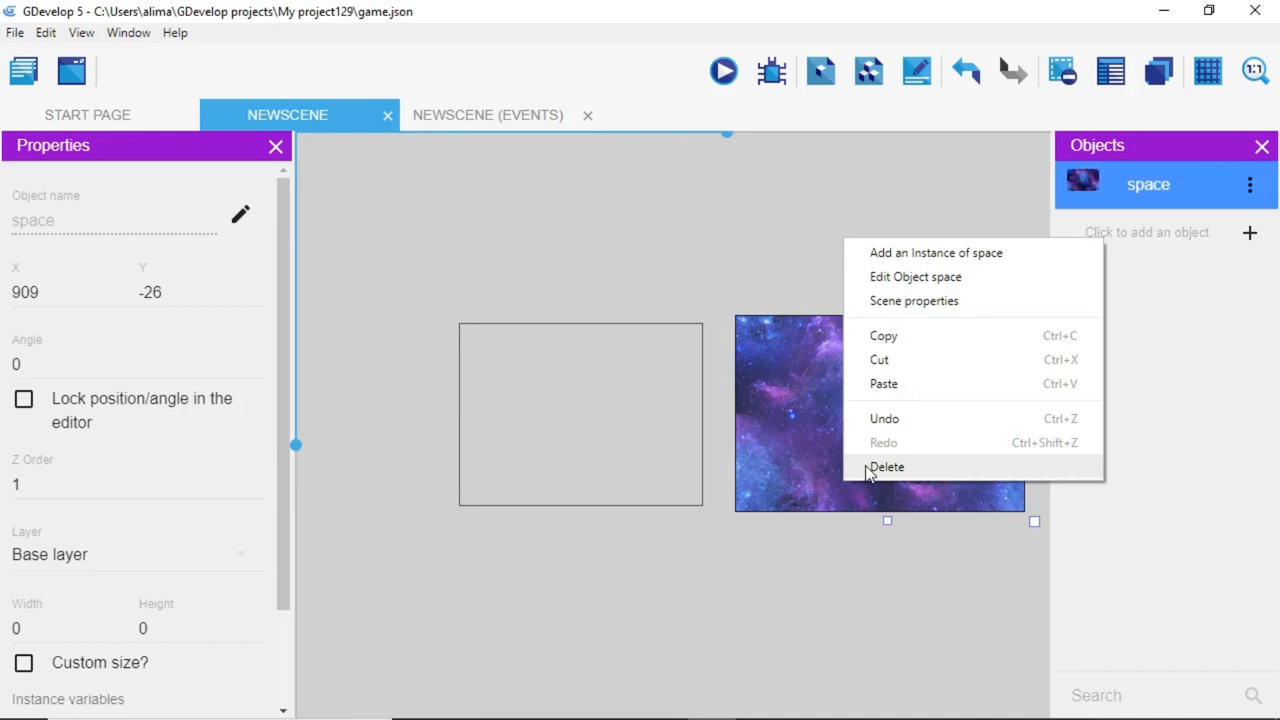 GDevelop 5 - C:\Users\alima\GDevelop projects\My project129\game.json
File Edit View Window Help
1:1
START PAGE NEWSCENE NEWSCENE (EVENTS)
Properties
Objects
Object name
space
space
Click to add an object
X Y
909 -26
Angle
0
Lock position/angle in the
editor
Z Order
1
Layer
Base layer
Width Height
0 0
Custom size?
Instance variables
Add an Instance of space
Edit Object space
Scene properties
Copy Ctrl+C
Cut Ctrl+X
Paste Ctrl+V
Undo Ctrl+Z
Redo Ctrl+Shift+Z
Delete
Search